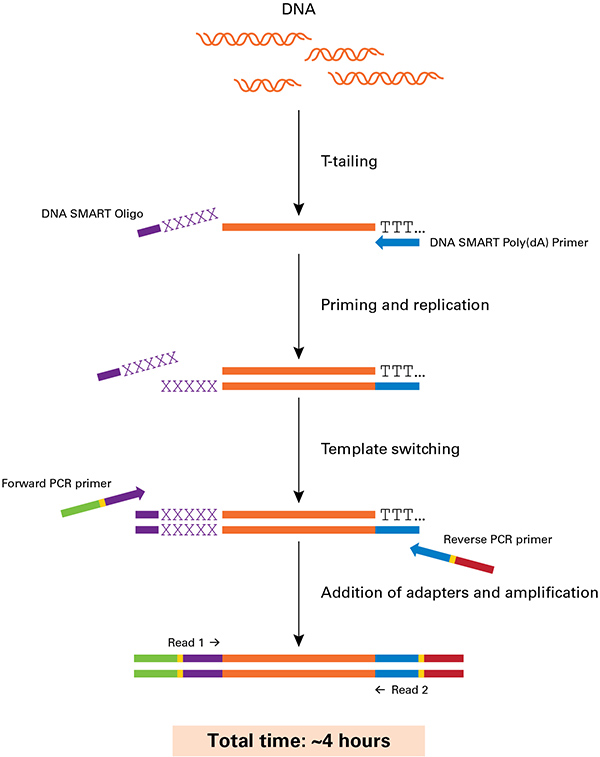 DNA
T-tailing
DNA SMART Oligo
XXXXX
TTT...
DNA SMART Poly(dA) Primer
Priming and replication
XXXXX
TTT...
XXXXX
Template switching
Forward PCR primer
XXXXX
TTT...
XXXXX
Reverse PCR primer
Addition of adapters and amplification
Read 1 →
← Read 2
Total time: ~4 hours